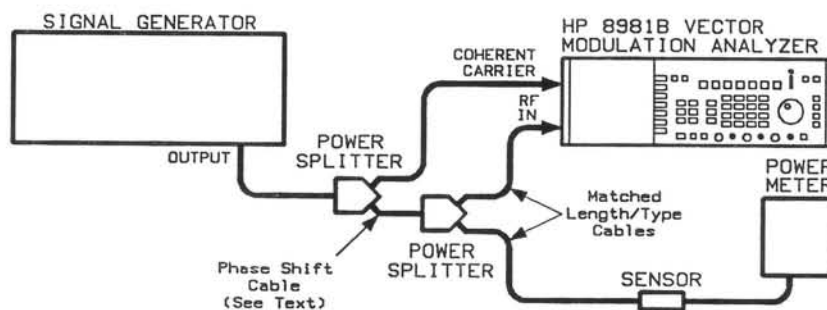 SIGNAL GENERATOR
HP 8981B VECTOR
MODULATION ANALYZER
COHERENT
CARRIER
RF
IN
OUTPUT
POWER
SPLITTER
POWER
METER
Matched
Length/Type
Cables
POWER
SPLITTER
Phase Shift
Cable
(See Text)
SENSOR